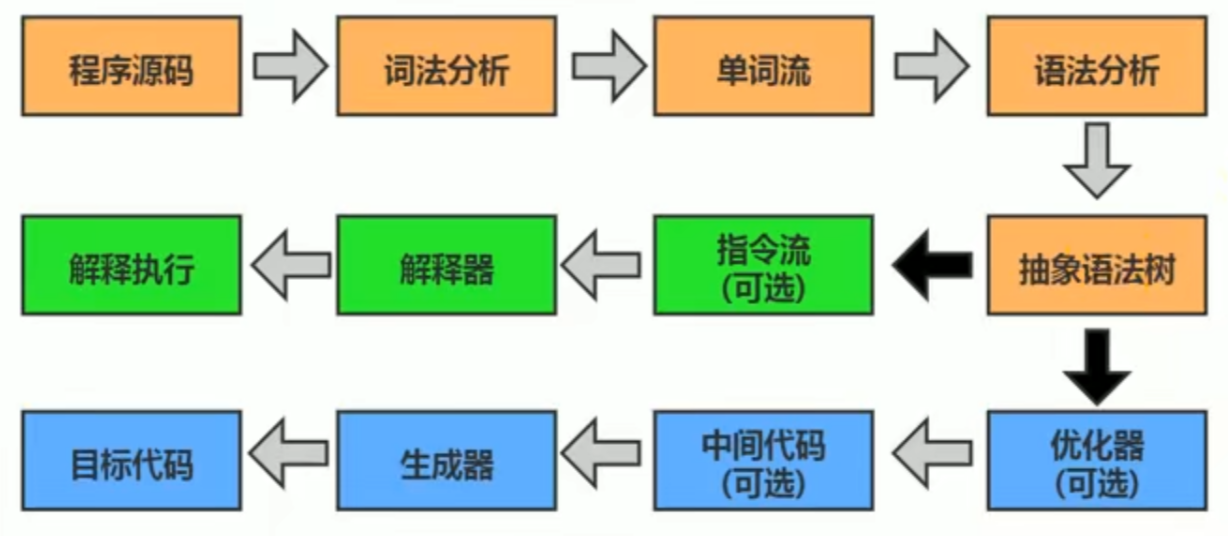 程序源码
词法分析
单词流
语法分析
解释执行
解释器
指令流
(可选)
抽象语法树
目标代码
生成器
中间代码
(可选)
优化器
(可选)